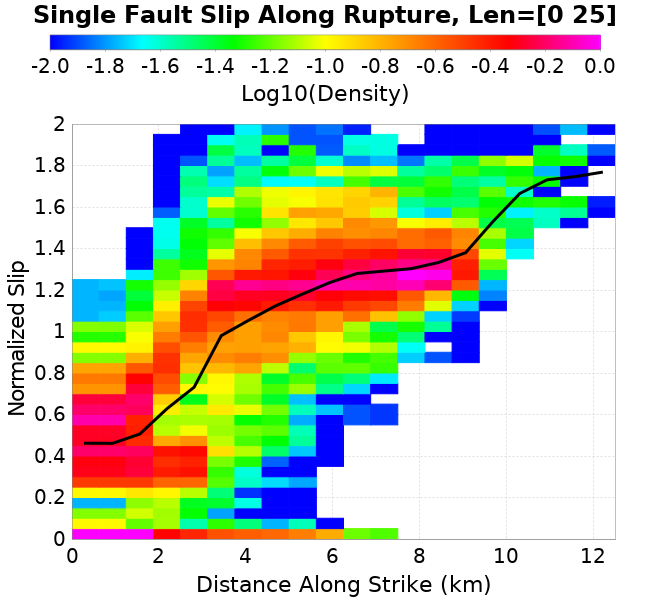 Single Fault Slip Along Rupture, Len=[0 25]
-2.0 -1.8 -1.6 -1.4 -1.2 -1.0 -0.8 -0.6 -0.4 -0.2 0.0
Log10(Density)
2
1.8
1.6
1.4
1.2
1
0.8
0.6
0.4
0.2
0
Normalized Slip
0 2 4 6 8 10 12
Distance Along Strike (km)